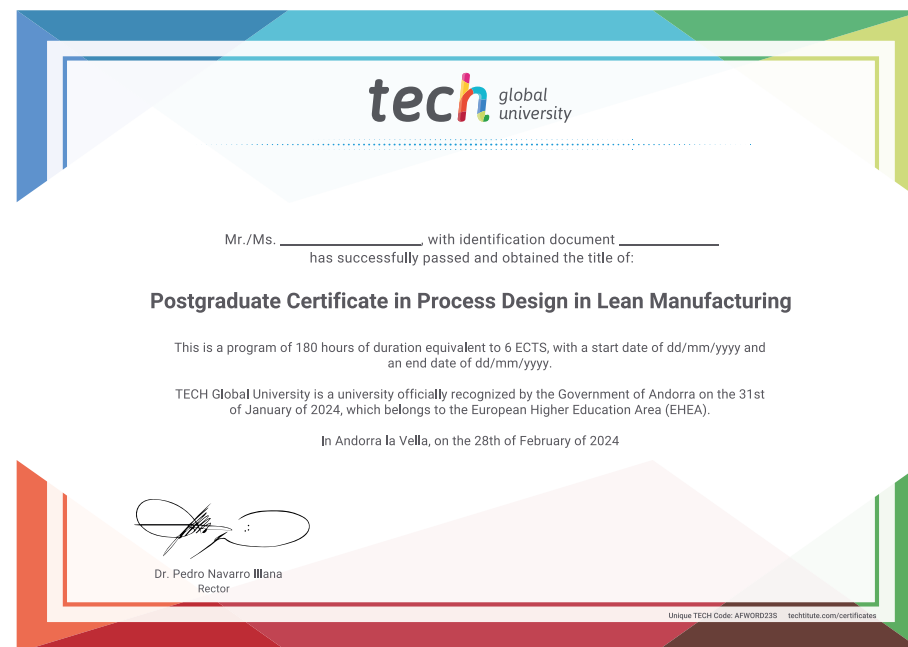 tech global university
Mr./Ms. ____________, with identification document ____________
has successfully passed and obtained the title of:
Postgraduate Certificate in Process Design in Lean Manufacturing
This is a program of 180 hours of duration equivalent to 6 ECTS, with a start date of dd/mm/yyyy and
an end date of dd/mm/yyyy.
TECH Global University is a university officially recognized by the Government of Andorra on the 31st
of January of 2024, which belongs to the European Higher Education Area (EHEA).
In Andorra la Vella, on the 28th of February of 2024
Dr. Pedro Navarro Illana
Rector
Unique TECH Code: AFWORD23S techtitute.com/certificates